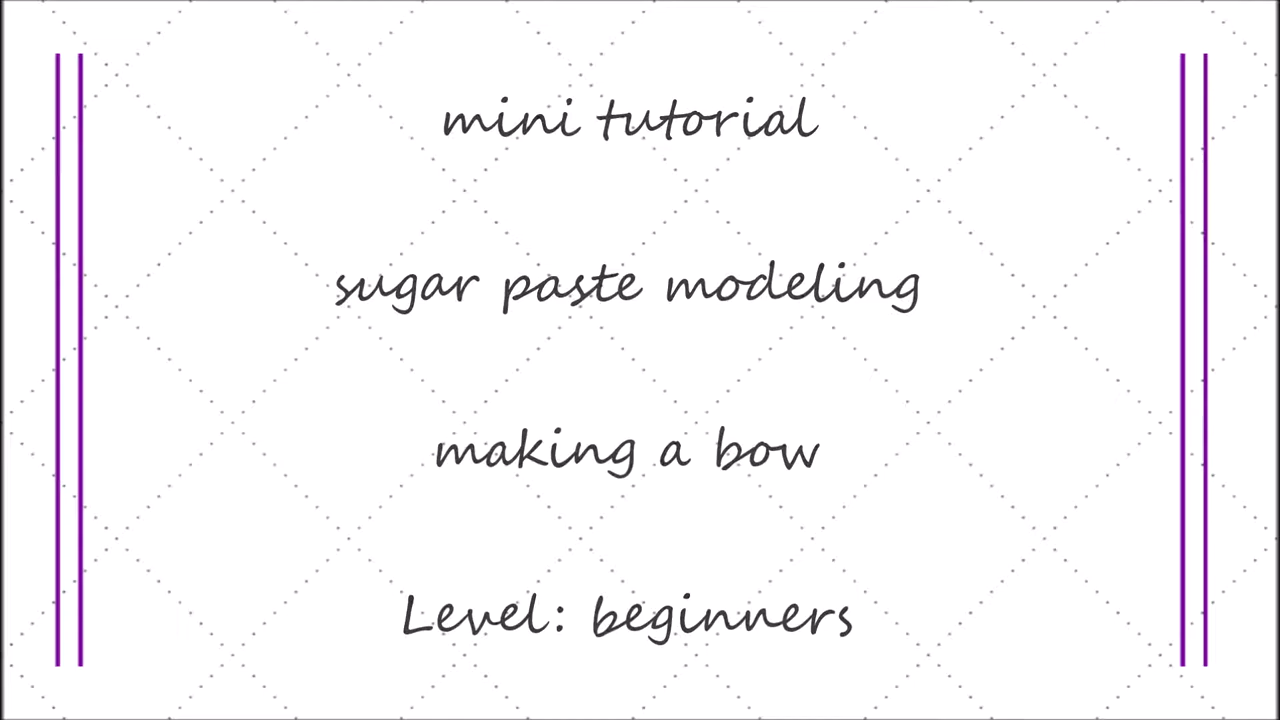 mini tutorial
sugar paste modeling
making a bow
Level: beginners